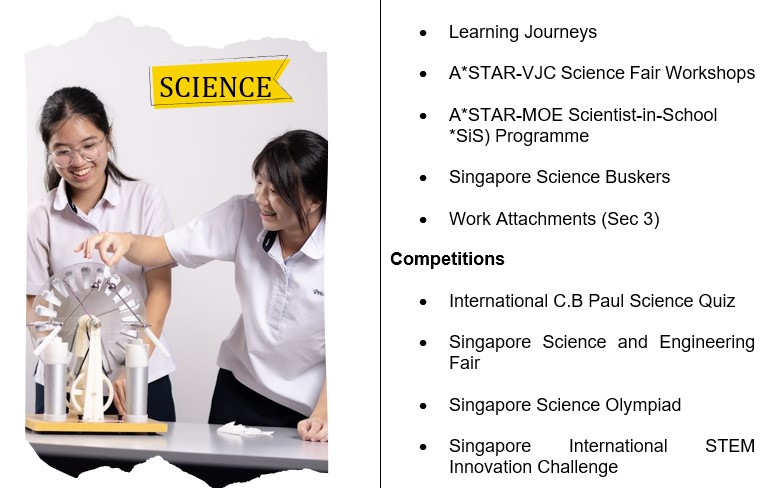 SCIENCE
Learning Journeys
A*STAR-VJC Science Fair Workshops
A*STAR-MOE Scientist-in-School
*SiS) Programme
Singapore Science Buskers
Work Attachments (Sec 3)
Competitions
International C.B Paul Science Quiz
Singapore Science and Engineering
Fair
Singapore Science Olympiad
Singapore International STEM
Innovation Challenge